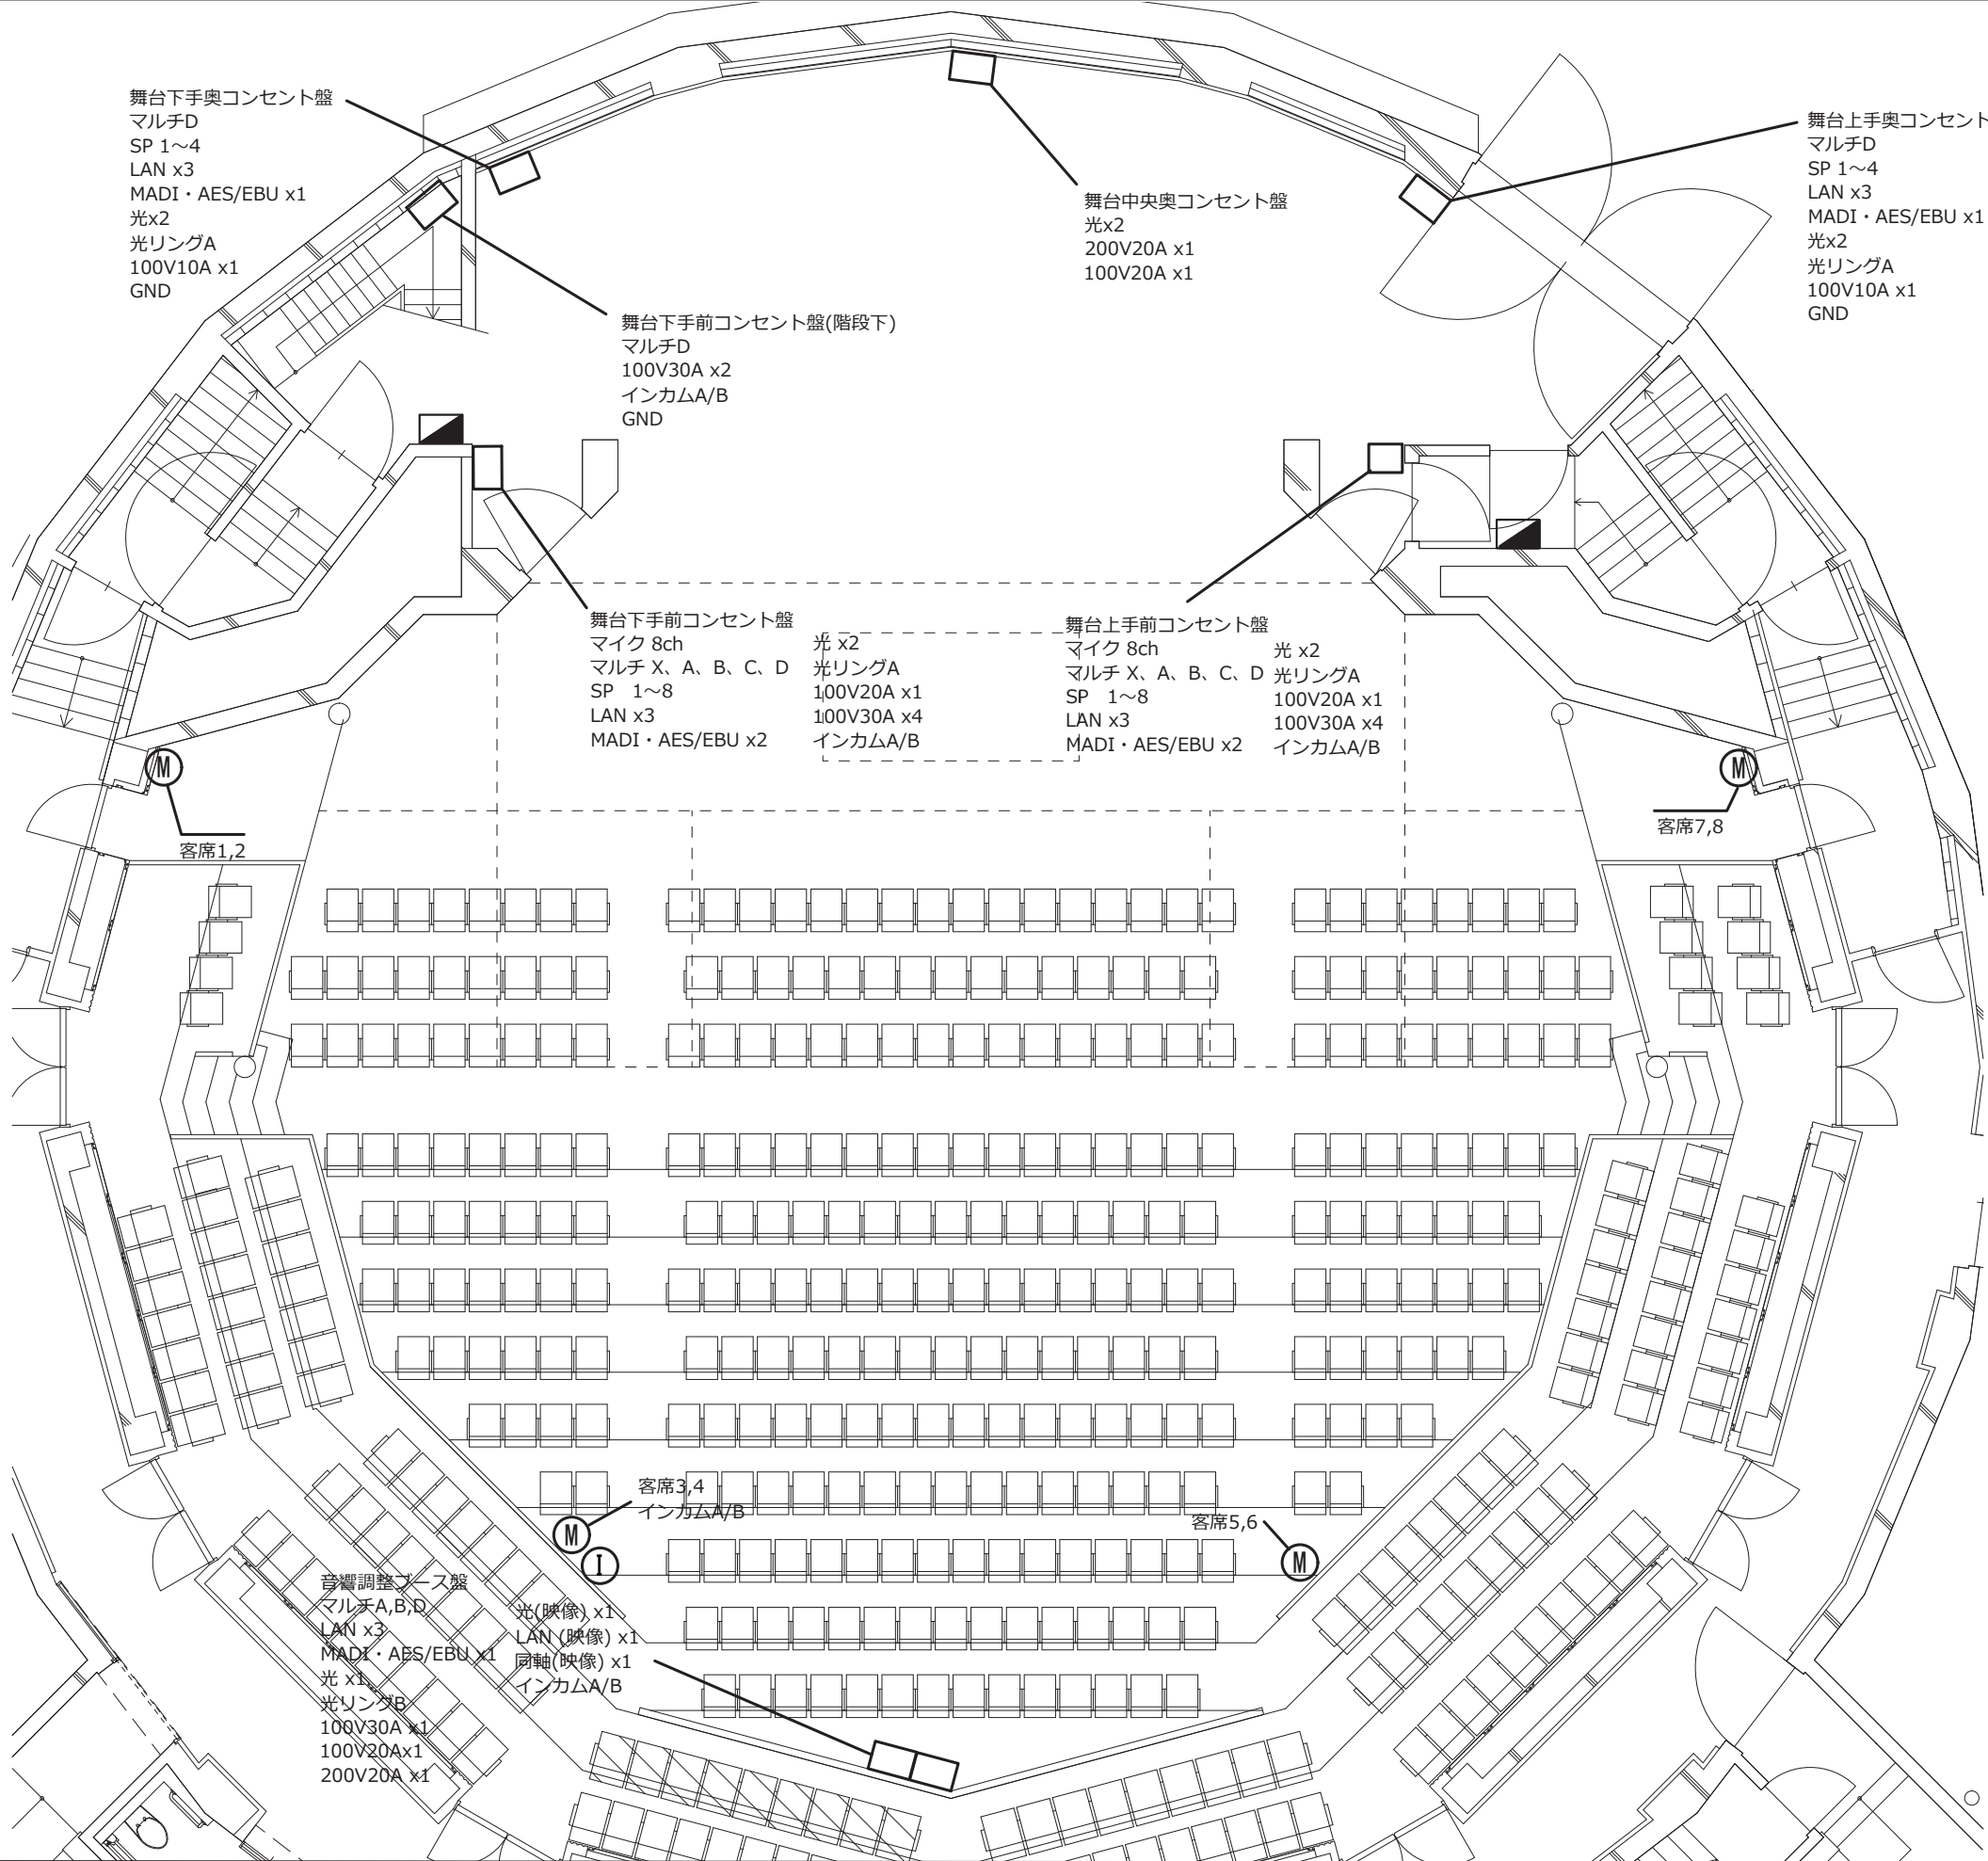 舞台下手奥コンセント盤
マルチD
SP 1～4
LAN x3
MADI・AES/EBU x1
光x2
光リングA
100V10A x1
GND
舞台中央奥コンセント盤
光x2
200V20A x1
100V20A x1
舞台上手奥コンセント
マルチD
SP 1～4
LAN x3
MADI・AES/EBU x1
光x2
光リングA
100V10A x1
GND
舞台下手前コンセント盤(階段下)
マルチD
100V30A x2
インカムA/B
GND
舞台下手前コンセント盤
マイク 8ch
マルチ X、A、B、C、D
SP　1～8
LAN x3
MADI・AES/EBU x2
光 x2
光リングA
100V20A x1
100V30A x4
インカムA/B
舞台上手前コンセント盤
マイク 8ch
マルチ X、A、B、C、D
SP　1～8
LAN x3
MADI・AES/EBU x2
光 x2
光リングA
100V20A x1
100V30A x4
インカムA/B
M
客席1,2
M
客席7,8
客席3,4
インカムA/B
M
I
客席5,6
M
音響調整ブース盤
マルチA,B,D
LAN x3
MADI・AES/EBU x1
光 x1
光リングB
100V30A x1
100V20Ax1
200V20A x1
光(映像) x1
LAN (映像) x1
同軸(映像) x1
インカムA/B